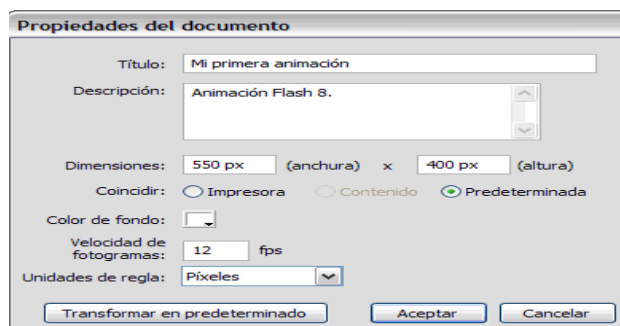 Propiedades del documento
Título: Mi primera animación
Descripción: Animación Flash 8.
Dimensiones: 550 px (anchura) x 400 px (altura)
Coincidir: Impresora Contenido Predeterminada
Color de fondo:
Velocidad de
fotogramas: 12 fps
Unidades de regla: Píxeles
Transformar en predeterminado Aceptar Cancelar